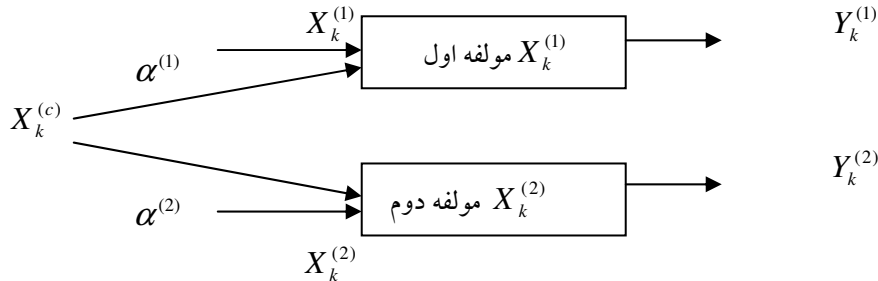 X_k^{(1)}
Y_k^{(1)}
مولفه اول X_k^{(1)}
α^{(1)}
X_k^{(c)}
Y_k^{(2)}
مولفه دوم X_k^{(2)}
α^{(2)}
X_k^{(2)}